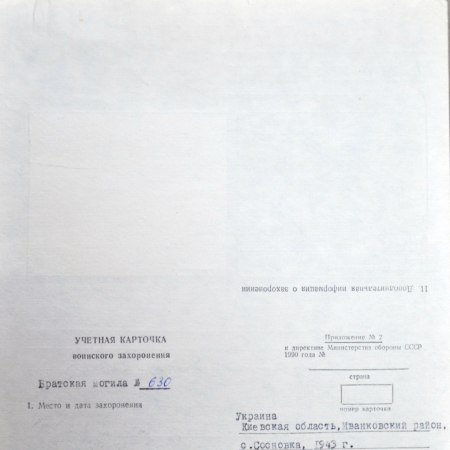 11. Дополнительная информация о захоронении
УЧЕТНАЯ КАРТОЧКА
воинского захоронения
Братская могила № 630
1. Место и дата захоронения
Приложение № 2
к директиве Министерства обороны СССР
1990 года №
страна
номер карточки
Украина
Киевская область, Иванковский район.
с.Сосновка, 1943 г.